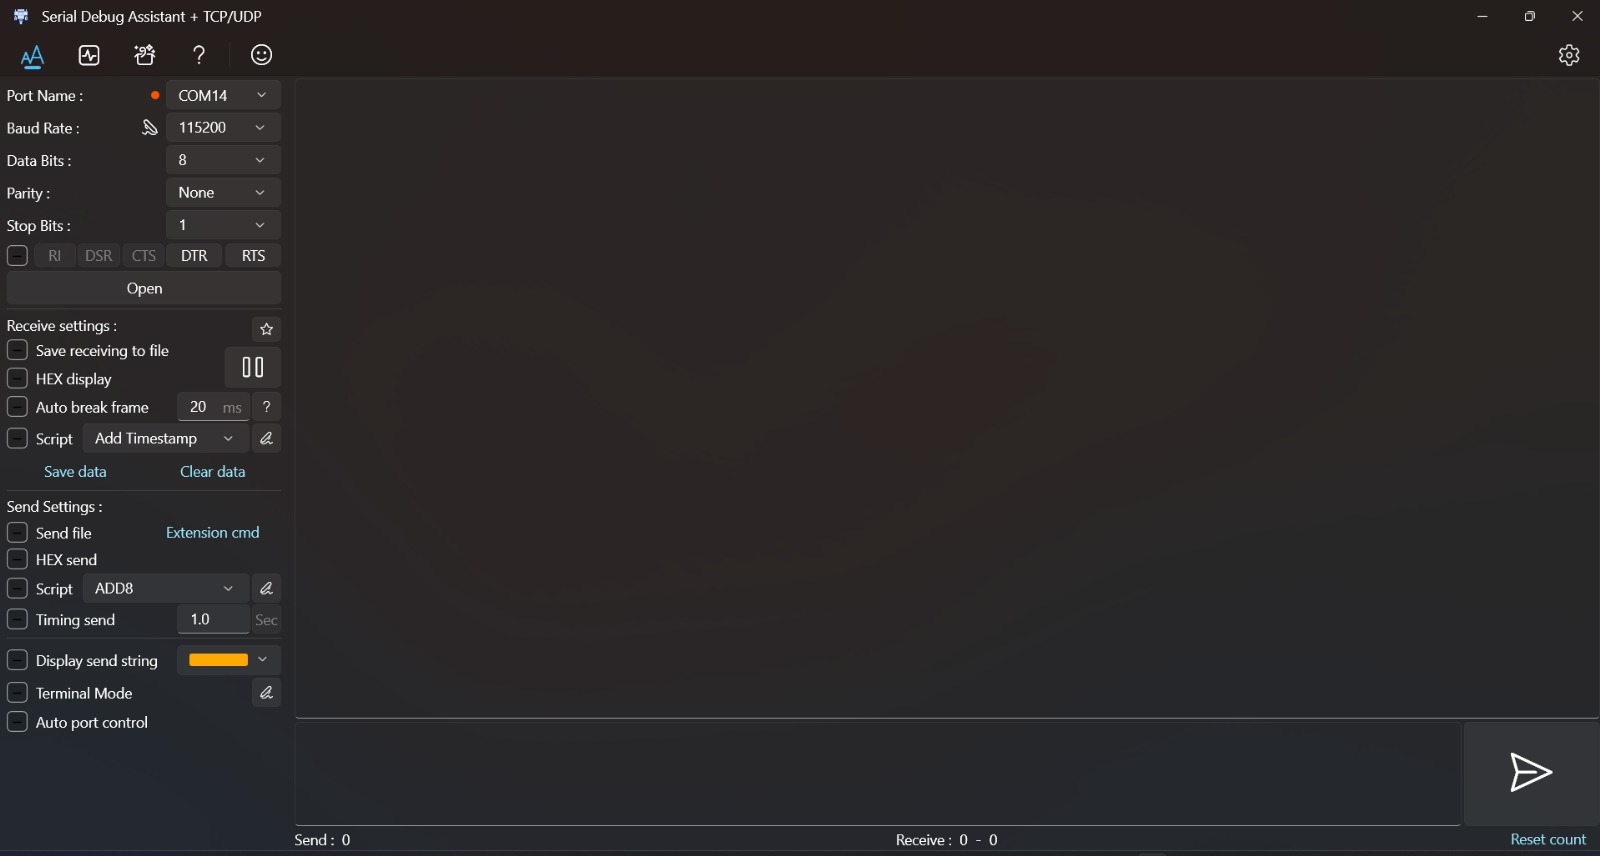 Serial Debug Assistant + TCP/UDP
Port Name :
COM14
Baud Rate :
115200
Data Bits :
8
Parity :
None
Stop Bits :
1
RI DSR CTS DTR RTS
Open
Receive settings :
Save receiving to file
HEX display
Auto break frame 20 ms ?
Script Add Timestamp
Save data Clear data
Send Settings :
Send file Extension cmd
HEX send
Script ADD8
Timing send 1.0 Sec
Display send string
Terminal Mode
Auto port control
Send : 0 Receive : 0 - 0 Reset count